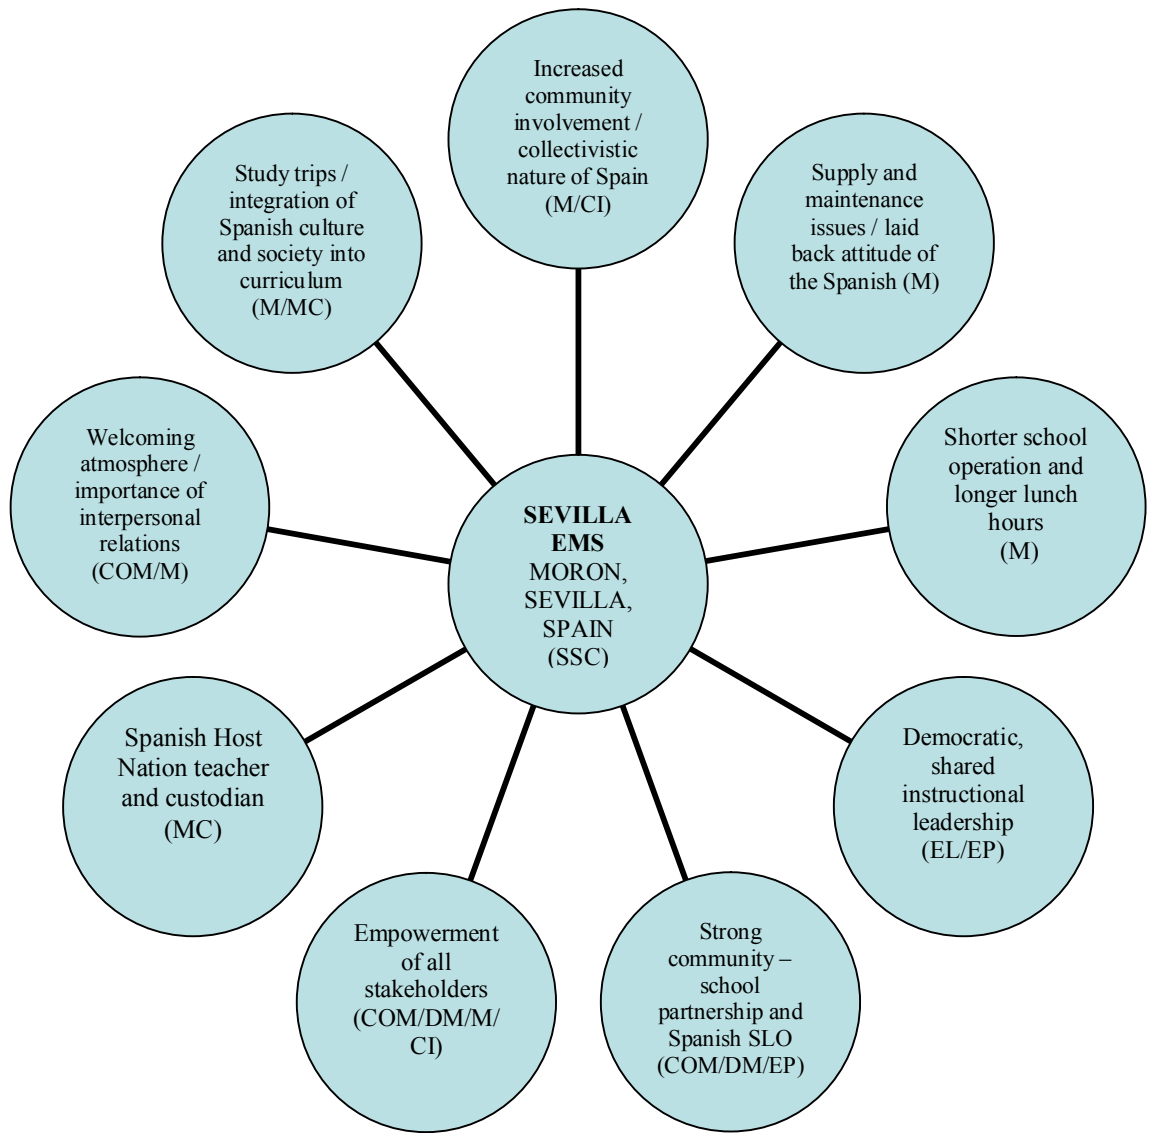 Increased
community
involvement /
collectivistic
nature of Spain
(M/CI)
Supply and
maintenance
issues / laid
back attitude of
the Spanish (M)
Shorter school
operation and
longer lunch
hours
(M)
Democratic,
shared
instructional
leadership
(EL/EP)
Strong
community –
school
partnership and
Spanish SLO
(COM/DM/EP)
Empowerment
of all
stakeholders
(COM/DM/M/
CI)
Spanish Host
Nation teacher
and custodian
(MC)
Welcoming
atmosphere /
importance of
interpersonal
relations
(COM/M)
Study trips /
integration of
Spanish culture
and society into
curriculum
(M/MC)
SEVILLA
EMS
MORON,
SEVILLA,
SPAIN
(SSC)